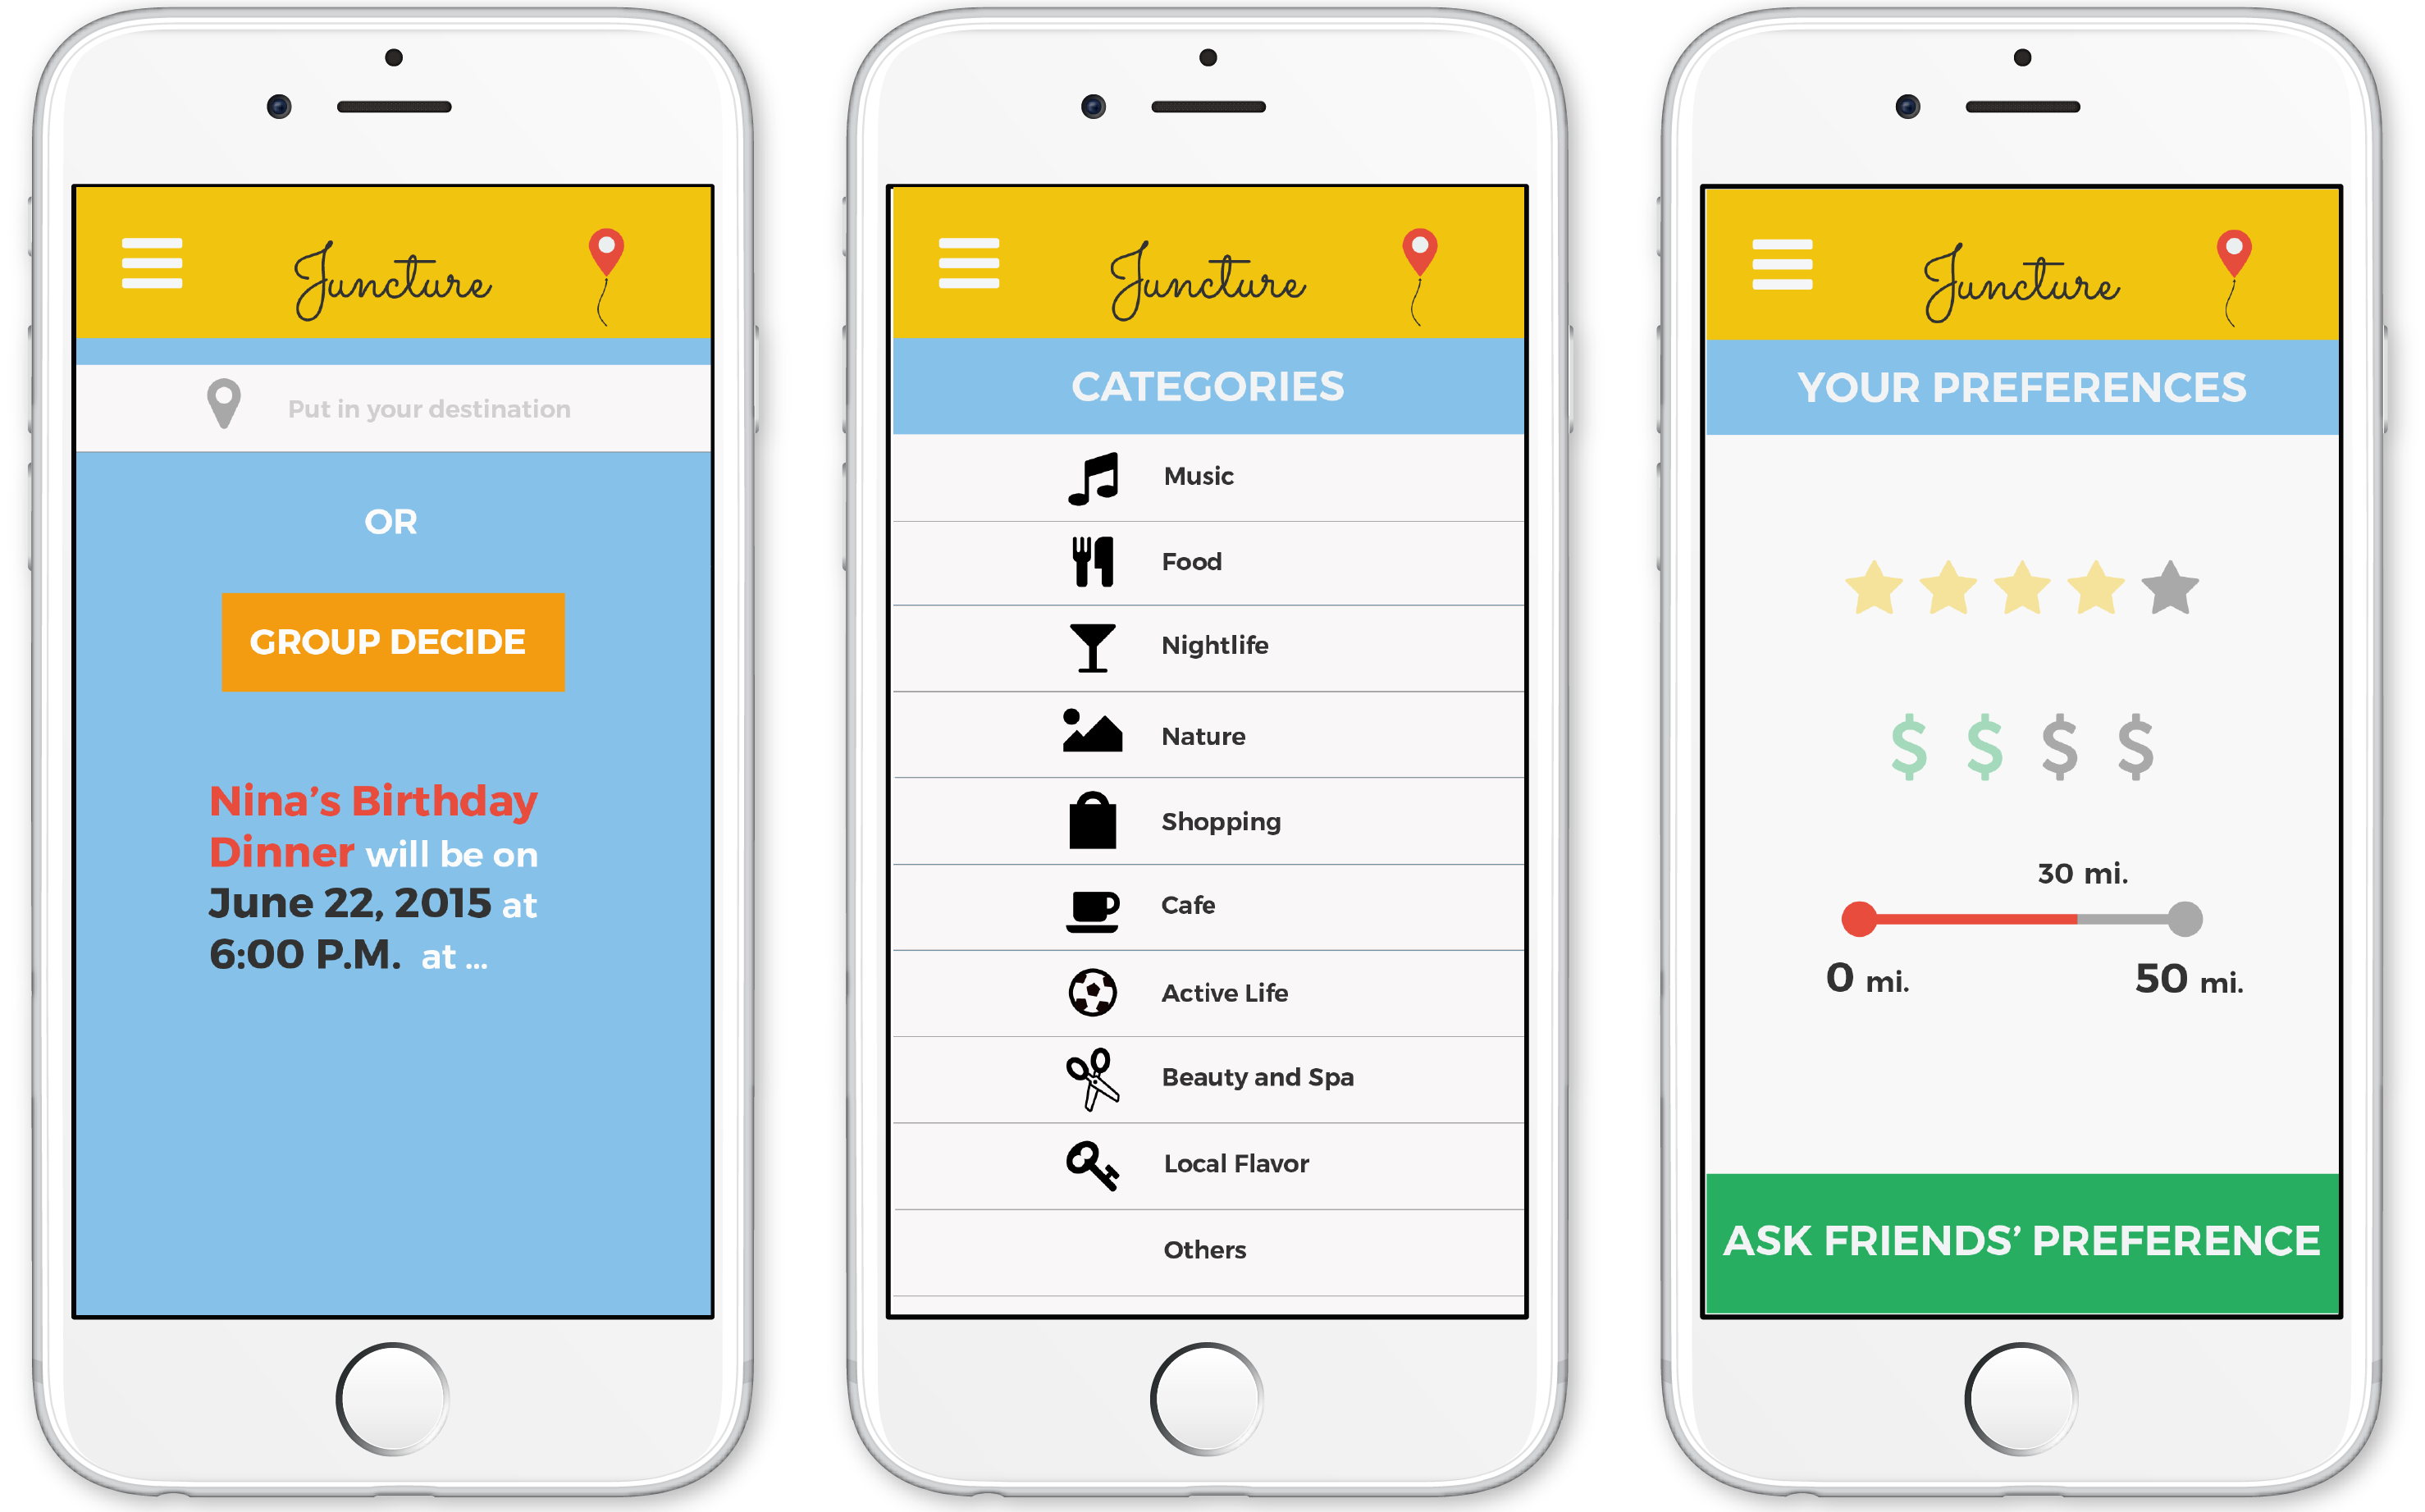 Juncture
Put in your destination
OR
GROUP DECIDE
Nina's Birthday
Dinner will be on
June 22, 2015 at
6:00 P.M. at ...
Juncture
CATEGORIES
Music
Food
Nightlife
Nature
Shopping
Cafe
Active Life
Beauty and Spa
Local Flavor
Others
Juncture
YOUR PREFERENCES
$ $ $ $
30 mi.
0 mi. 50 mi.
ASK FRIENDS' PREFERENCE